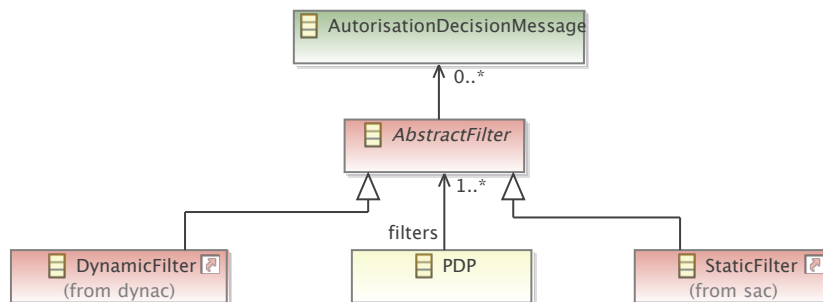 AutorisationDecisionMessage
0..*
AbstractFilter
1..*
filters
DynamicFilter
(from dynac)
PDP
StaticFilter
(from sac)